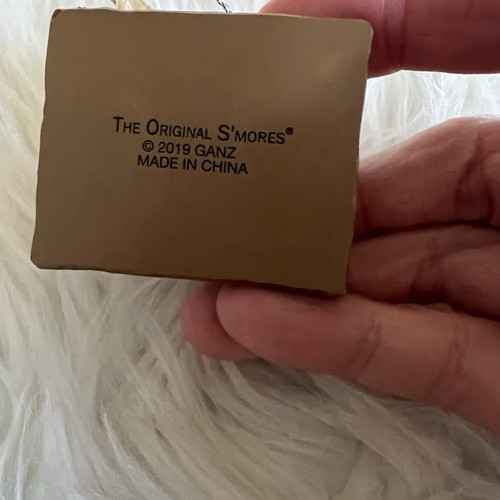 The Original S'mores®
© 2019 GANZ
MADE IN CHINA